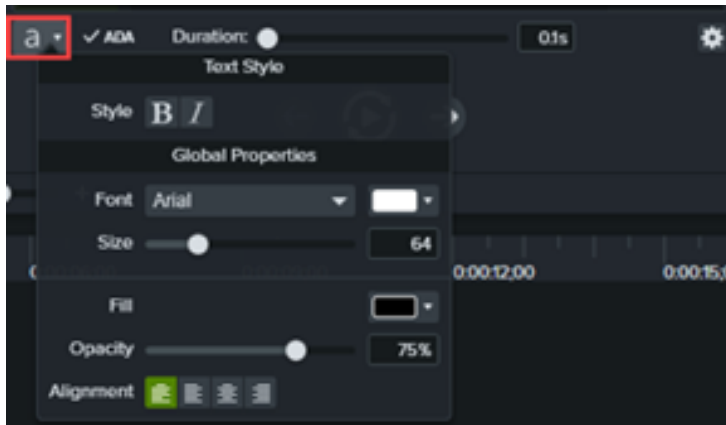 a ADA Duration: 0.1s
Text Style
Style B I
Global Properties
Font Arial
Size 64
0:00:12;00 0:00:15;
Fill
Opacity 75%
Alignment